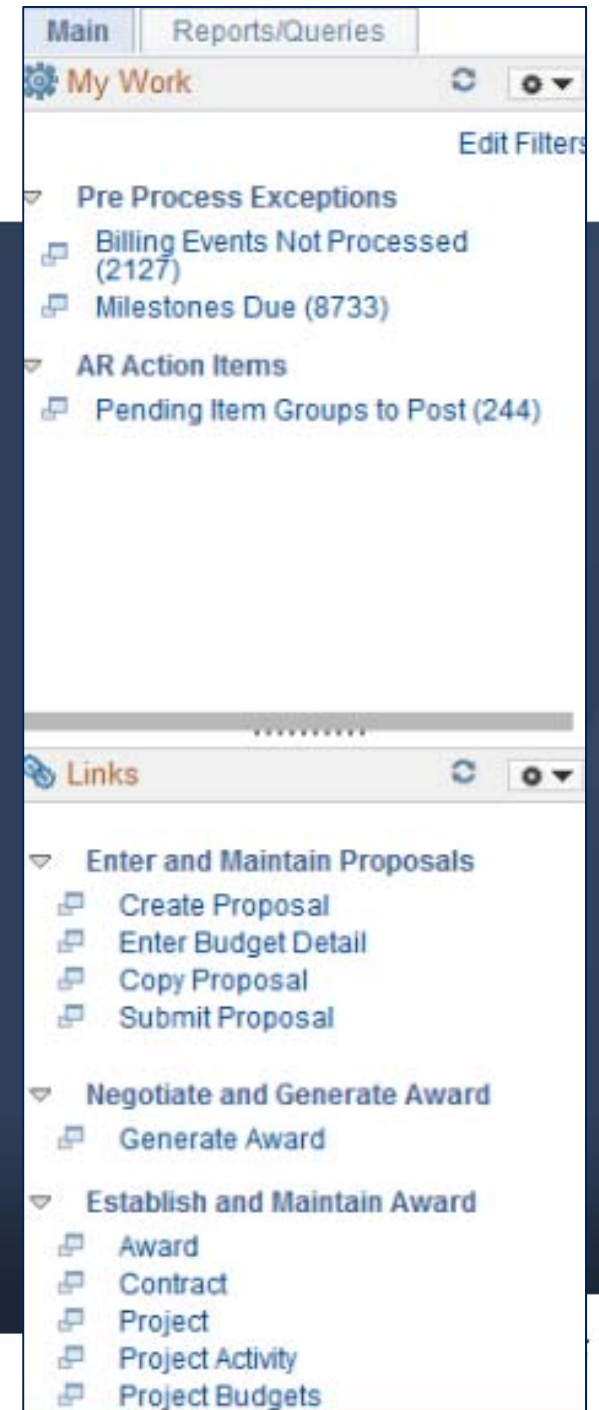 Main Reports/Queries
My Work
Edit Filters
Pre Process Exceptions
Billing Events Not Processed
(2127)
Milestones Due (8733)
AR Action Items
Pending Item Groups to Post (244)
Links
Enter and Maintain Proposals
Create Proposal
Enter Budget Detail
Copy Proposal
Submit Proposal
Negotiate and Generate Award
Generate Award
Establish and Maintain Award
Award
Contract
Project
Project Activity
Project Budgets